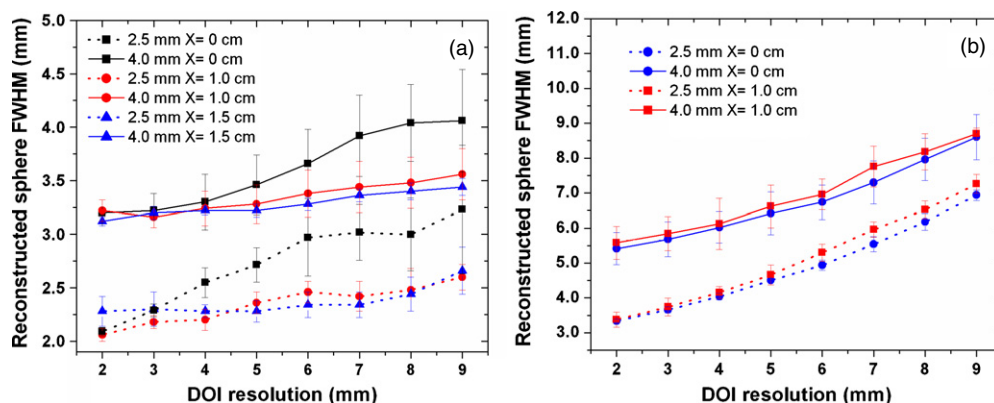 5.0
4.5
4.0
3.5
3.0
2.5
2.0
Reconstructed sphere FWHM (mm)
(a)
2.5 mm X= 0 cm
4.0 mm X= 0 cm
2.5 mm X= 1.0 cm
4.0 mm X= 1.0 cm
2.5 mm X= 1.5 cm
4.0 mm X= 1.5 cm
2 3 4 5 6 7 8 9
DOI resolution (mm)
12.0
11.0
10.0
9.0
8.0
7.0
6.0
5.0
4.0
3.0
Reconstructed sphere FWHM (mm)
(b)
2.5 mm X= 0 cm
4.0 mm X= 0 cm
2.5 mm X= 1.0 cm
4.0 mm X= 1.0 cm
2 3 4 5 6 7 8 9
DOI resolution (mm)